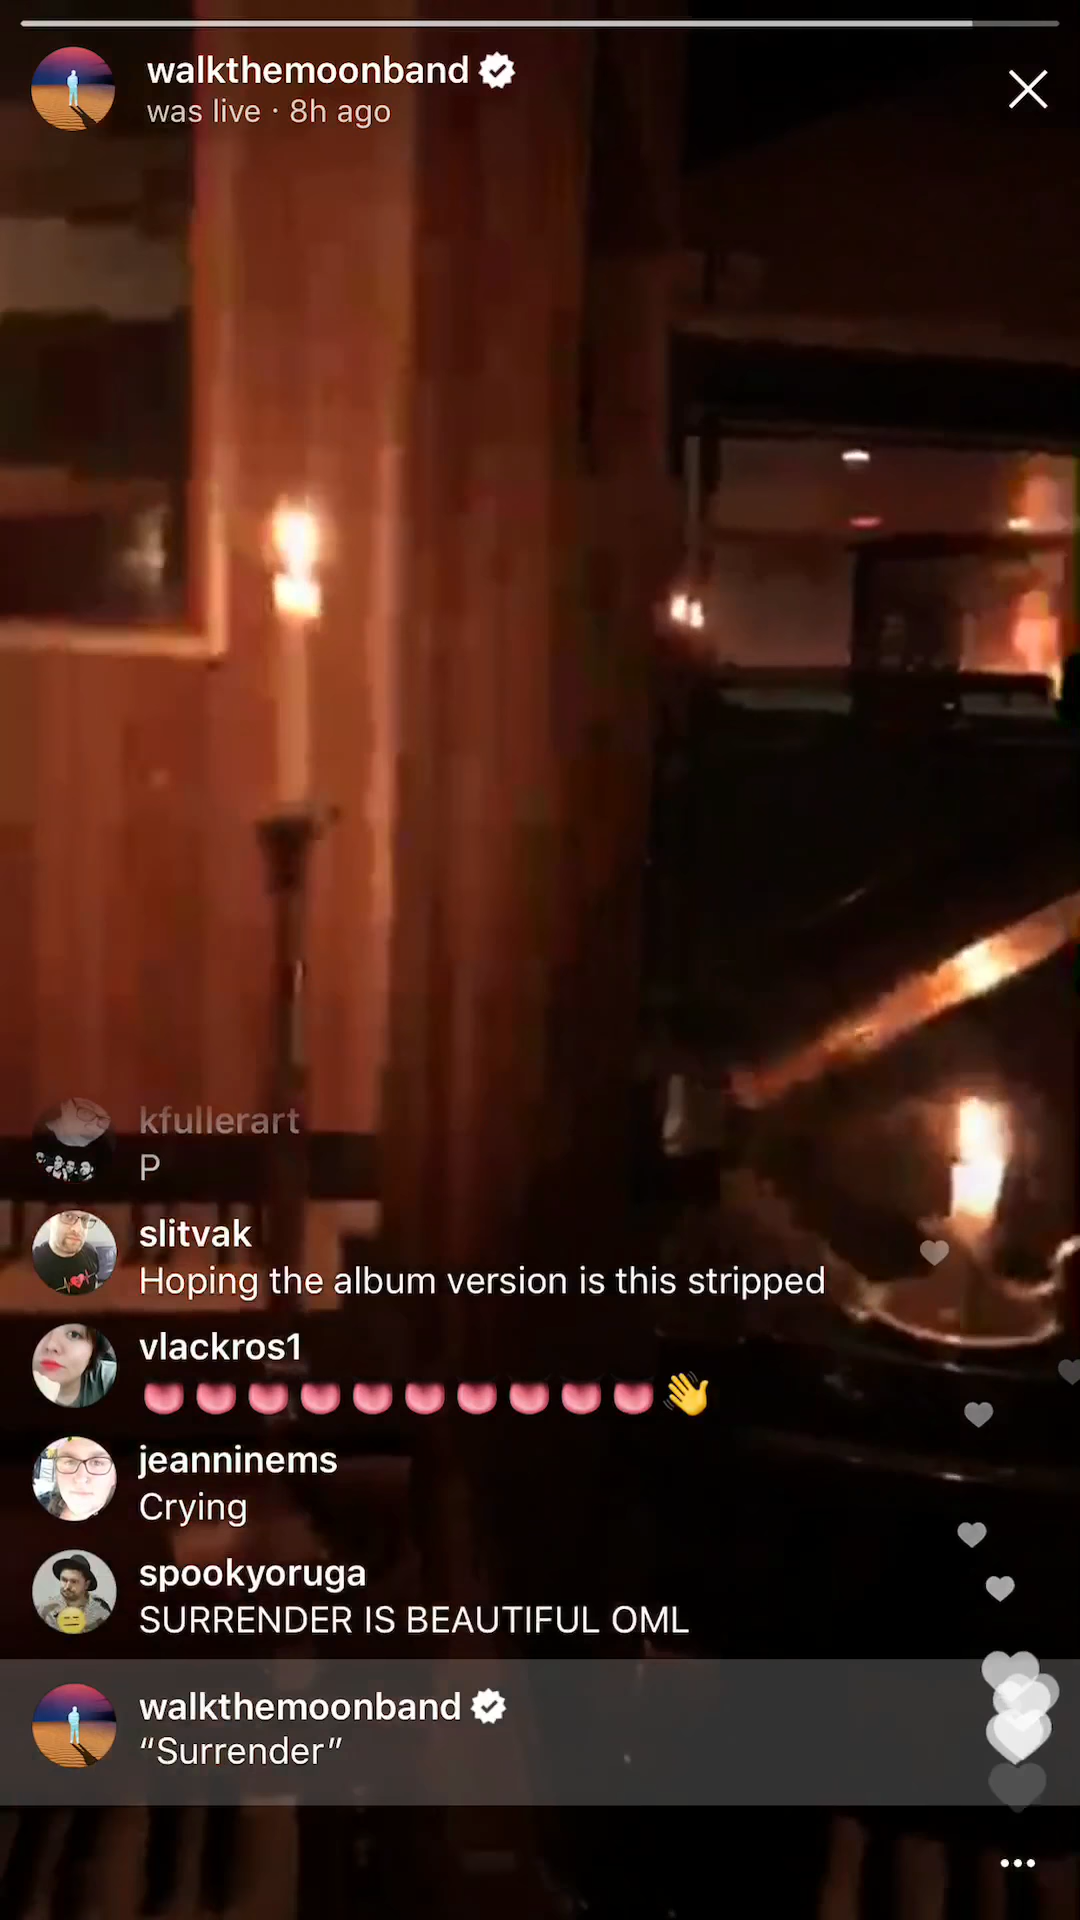 walkthemoonband
was live · 8h ago
kfullerart
P
slitvak
Hoping the album version is this stripped
vlackros1
👅👅👅👅👅👅👅👅👅👅👋
jeanninems
Crying
spookyoruga
SURRENDER IS BEAUTIFUL OML
walkthemoonband
“Surrender”